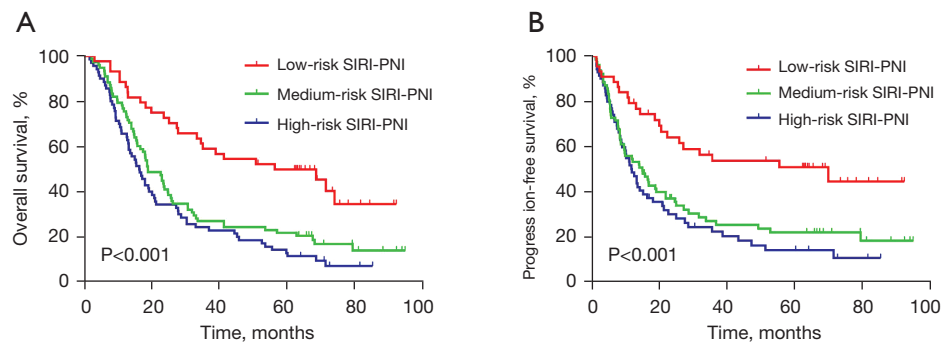 A
Overall survival, %
100
80
60
40
20
0
Low-risk SIRI-PNI
Medium-risk SIRI-PNI
High-risk SIRI-PNI
P<0.001
0 20 40 60 80 100
Time, months
B
Progress ion-free survival, %
100
80
60
40
20
0
Low-risk SIRI-PNI
Medium-risk SIRI-PNI
High-risk SIRI-PNI
P<0.001
0 20 40 60 80 100
Time, months